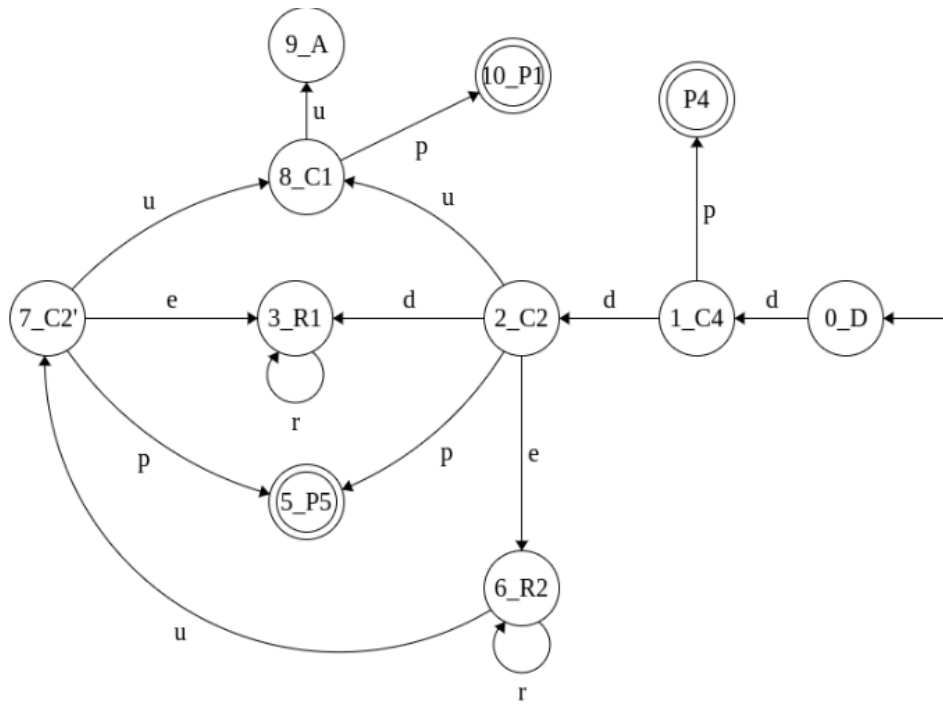 9_A
10_P1
P4
u
p
8_C1
u
u
p
e
d
d
d
7_C2'
3_R1
2_C2
1_C4
0_D
r
p
p
e
5_P5
6_R2
u
r